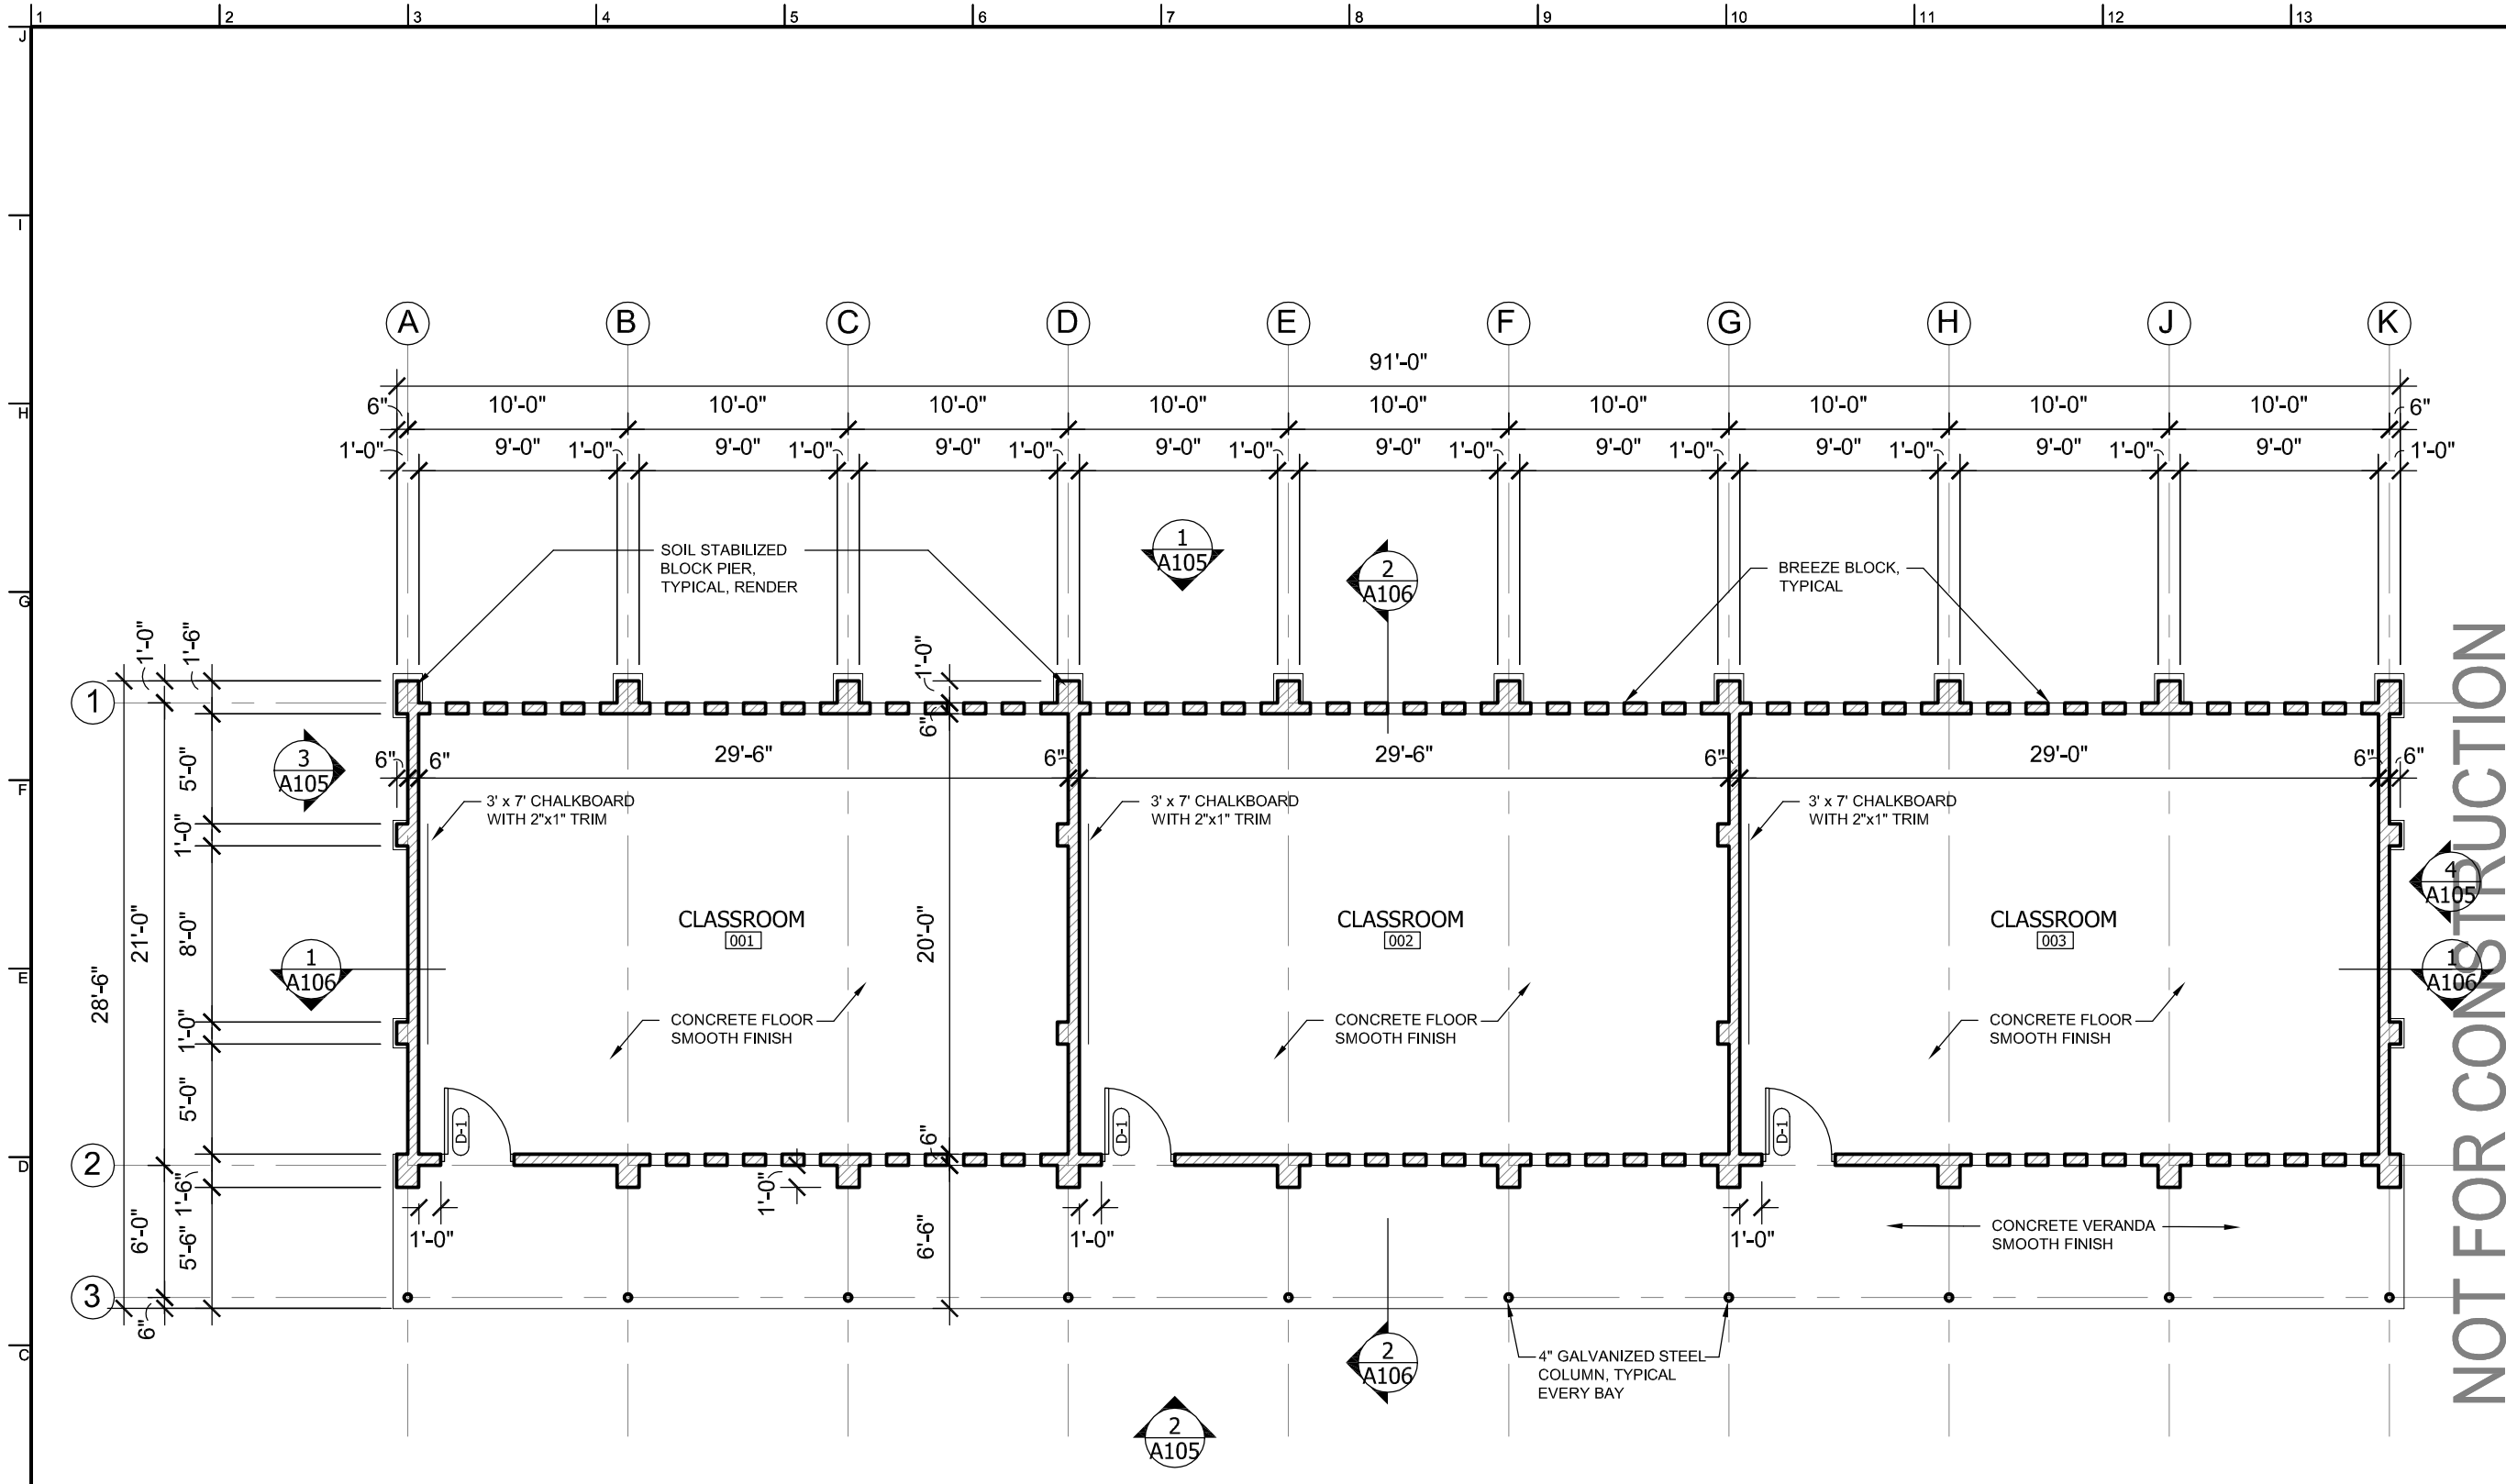 1 2 3 4 5 6 7 8 9 10 11 12 13
J
I
H
G
F
E
D
C
A B C D E F G H J K
91'-0"
6" 10'-0" 10'-0" 10'-0" 10'-0" 10'-0" 10'-0" 10'-0" 10'-0" 10'-0" 6"
1'-0" 9'-0" 1'-0" 9'-0" 1'-0" 9'-0" 1'-0" 9'-0" 1'-0" 9'-0" 1'-0" 9'-0" 1'-0" 9'-0" 1'-0" 9'-0" 1'-0" 9'-0" 1'-0"
SOIL STABILIZED
BLOCK PIER,
TYPICAL, RENDER
1
A105
2
A106
BREEZE BLOCK,
TYPICAL
1'-0"
1'-6"
1'-0"
1
6"
3
A105
6" 6" 29'-6" 6" 29'-6" 6" 29'-0" 6" 6"
5'-0"
3' x 7' CHALKBOARD
WITH 2"x1" TRIM
3' x 7' CHALKBOARD
WITH 2"x1" TRIM
3' x 7' CHALKBOARD
WITH 2"x1" TRIM
1'-0"
4
A105
CLASSROOM
001
CLASSROOM
002
CLASSROOM
003
28'-6"
21'-0"
8'-0"
20'-0"
1
A106
1
A106
CONCRETE FLOOR
SMOOTH FINISH
CONCRETE FLOOR
SMOOTH FINISH
CONCRETE FLOOR
SMOOTH FINISH
1'-0"
5'-0"
D-1
D-1
D-1
6"
2
1'-6"
1'-0"
6'-0"
5'-6"
6'-6"
1'-0"
1'-0"
1'-0"
CONCRETE VERANDA
SMOOTH FINISH
3
6"
4" GALVANIZED STEEL
COLUMN, TYPICAL
EVERY BAY
2
A106
2
A105
NOT FOR CONSTRUCTION